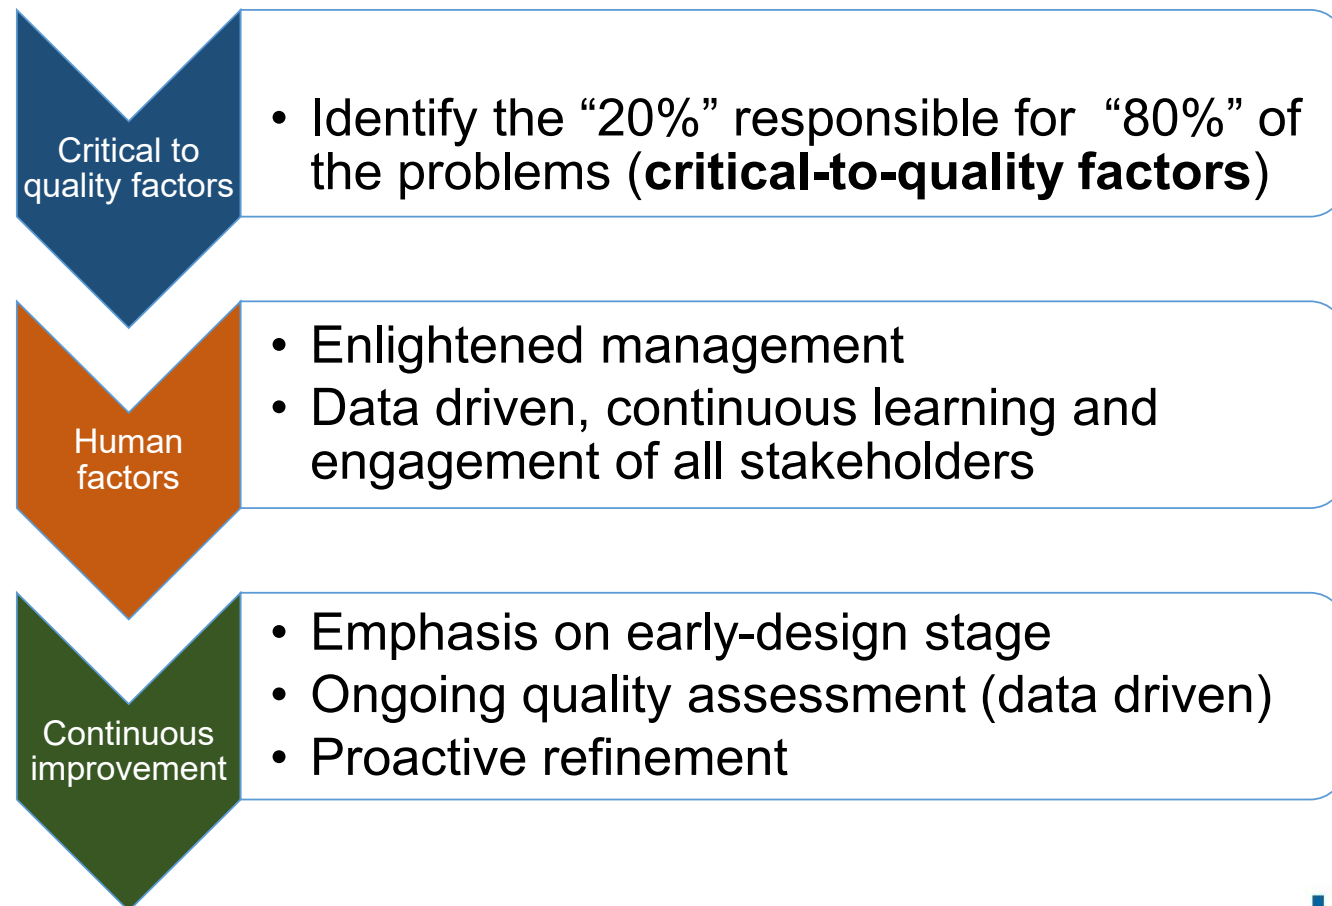 Critical to
quality factors
• Identify the “20%” responsible for “80%” of
the problems (critical-to-quality factors)
Human
factors
• Enlightened management
• Data driven, continuous learning and
engagement of all stakeholders
Continuous
improvement
• Emphasis on early-design stage
• Ongoing quality assessment (data driven)
• Proactive refinement